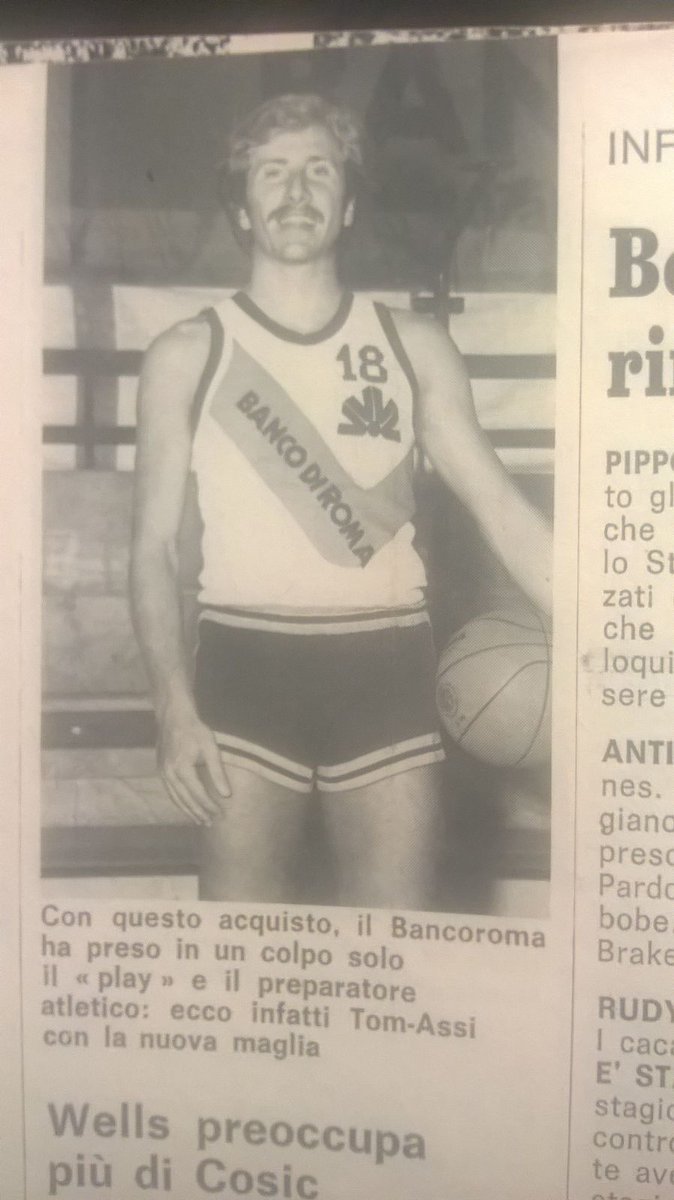 18
BANCO DI ROMA
Con questo acquisto, il Bancoroma
ha preso in un colpo solo
il « play » e il preparatore
atletico: ecco infatti Tom-Assi
con la nuova maglia
Wells preoccupa
più di Cosic
INF
Be
rin
PIPPO
to gl
che
lo St
zati
che
loqui
sere
ANTI
nes.
giano
presc
Pardo
bobe.
Brake
RUDY
I caca
E' STA
stagio
contro
te ave